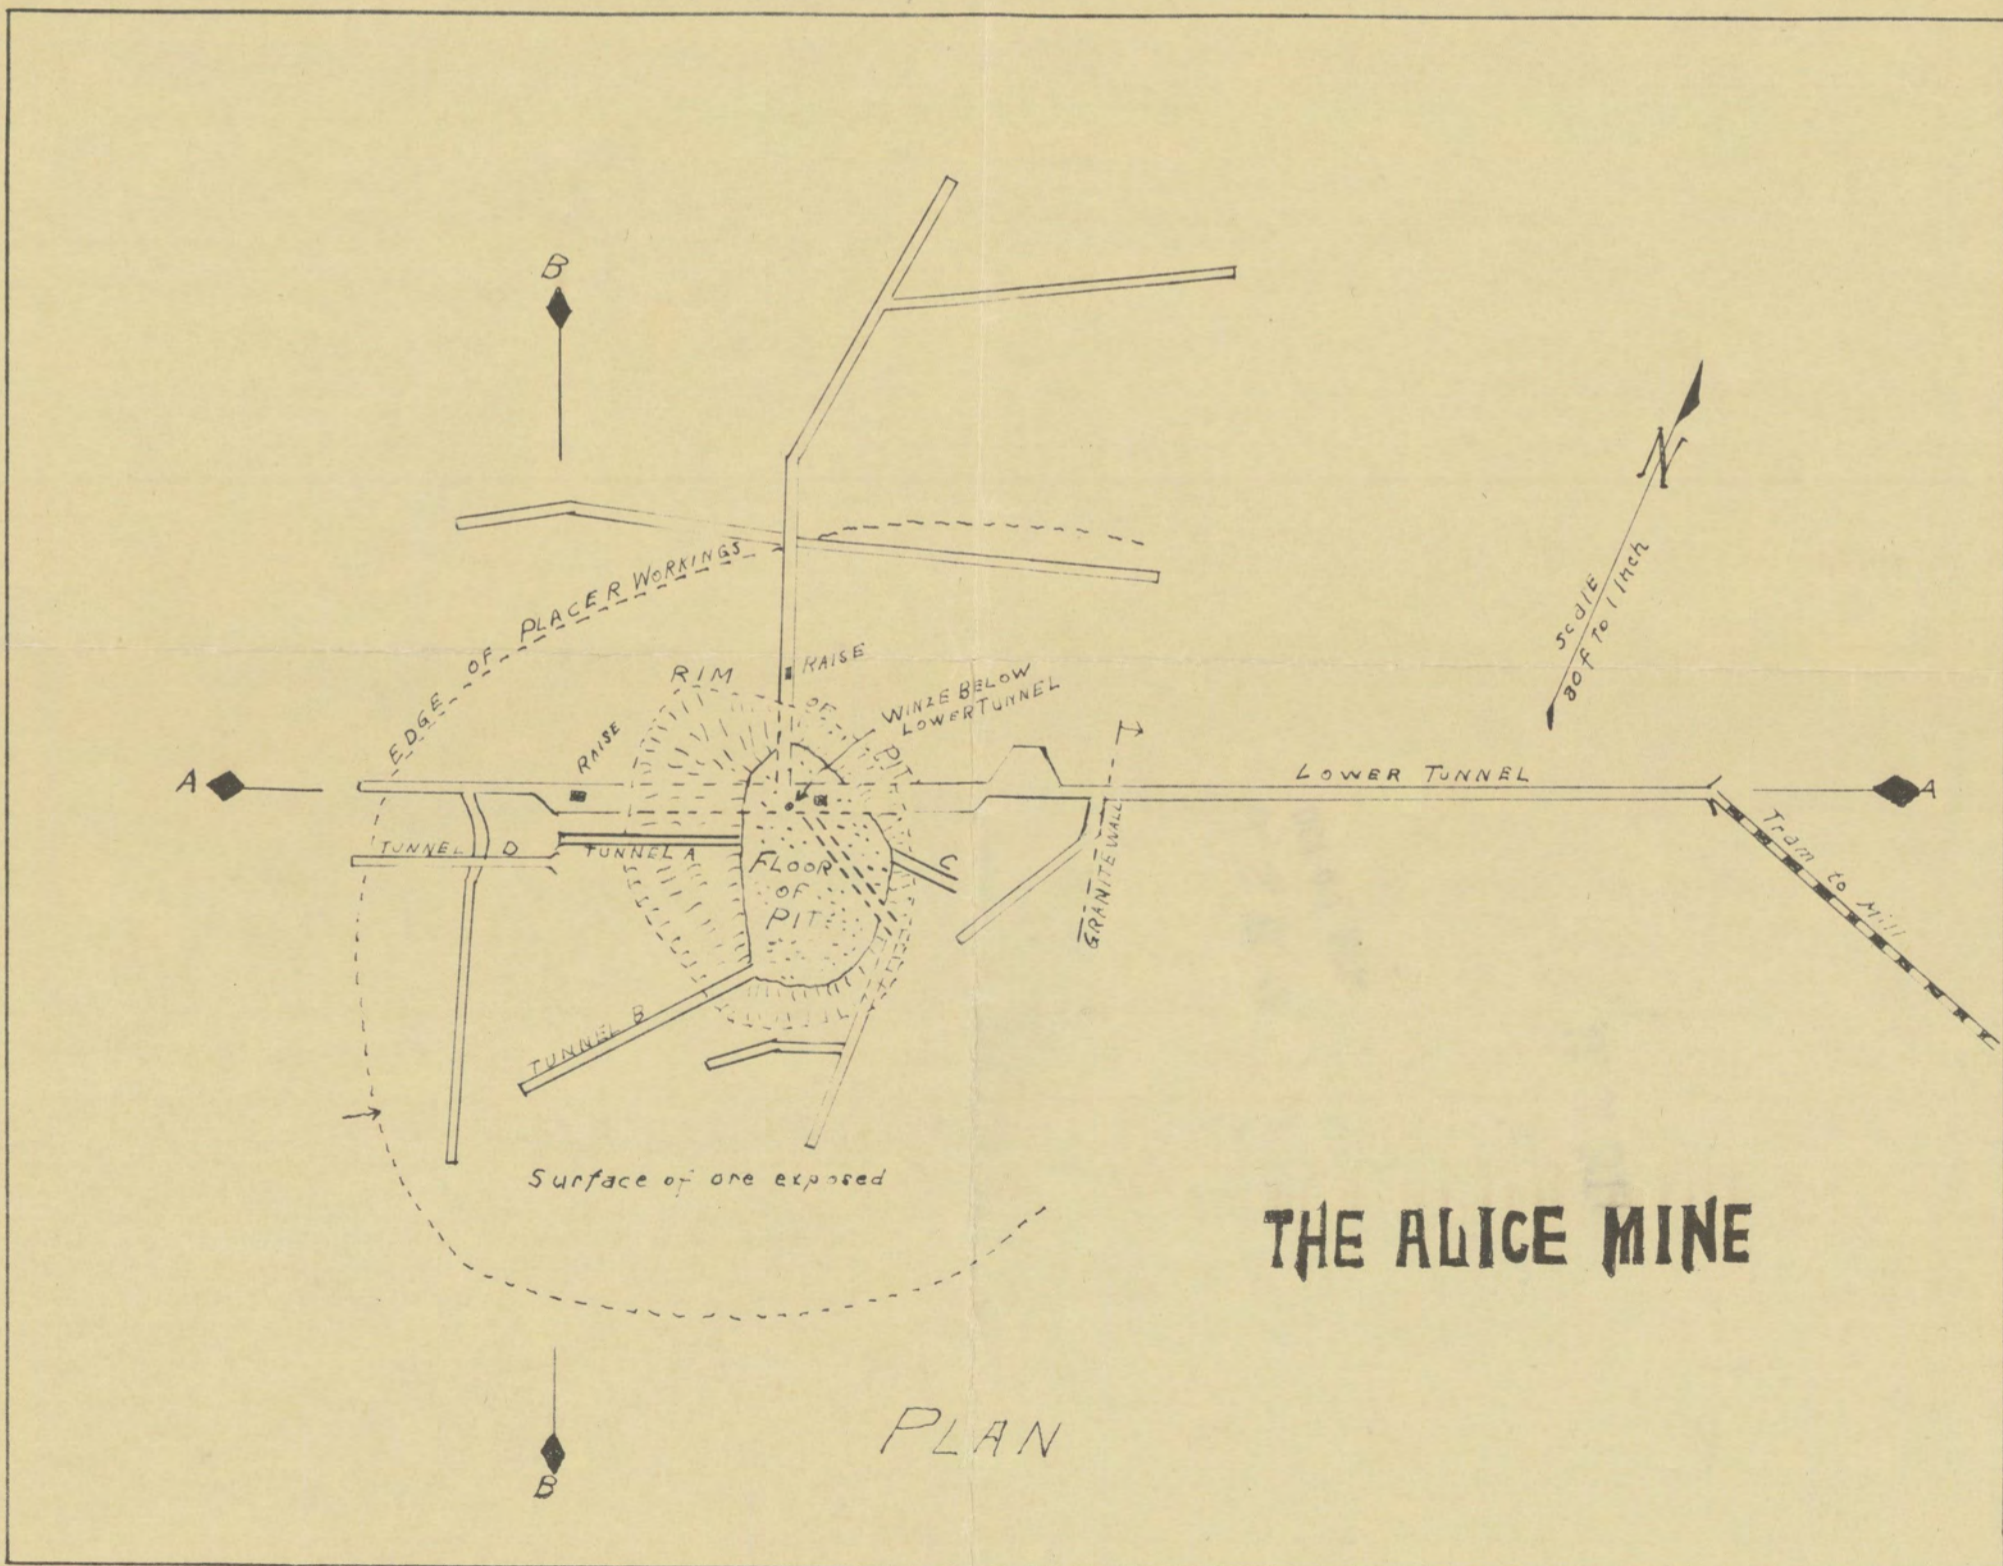 B
N
SCALE
80 FT TO 1 Inch
EDGE OF PLACER WORKINGS
RAISE
RIM OF PIT
RAISE
WINZE BELOW
LOWER TUNNEL
A
LOWER TUNNEL
A
TUNNEL D
TUNNEL A
FLOOR
OF
PIT
C
GRANITE WALL
Tram to Mill
TUNNEL B
Surface of ore exposed
THE ALICE MINE
PLAN
B